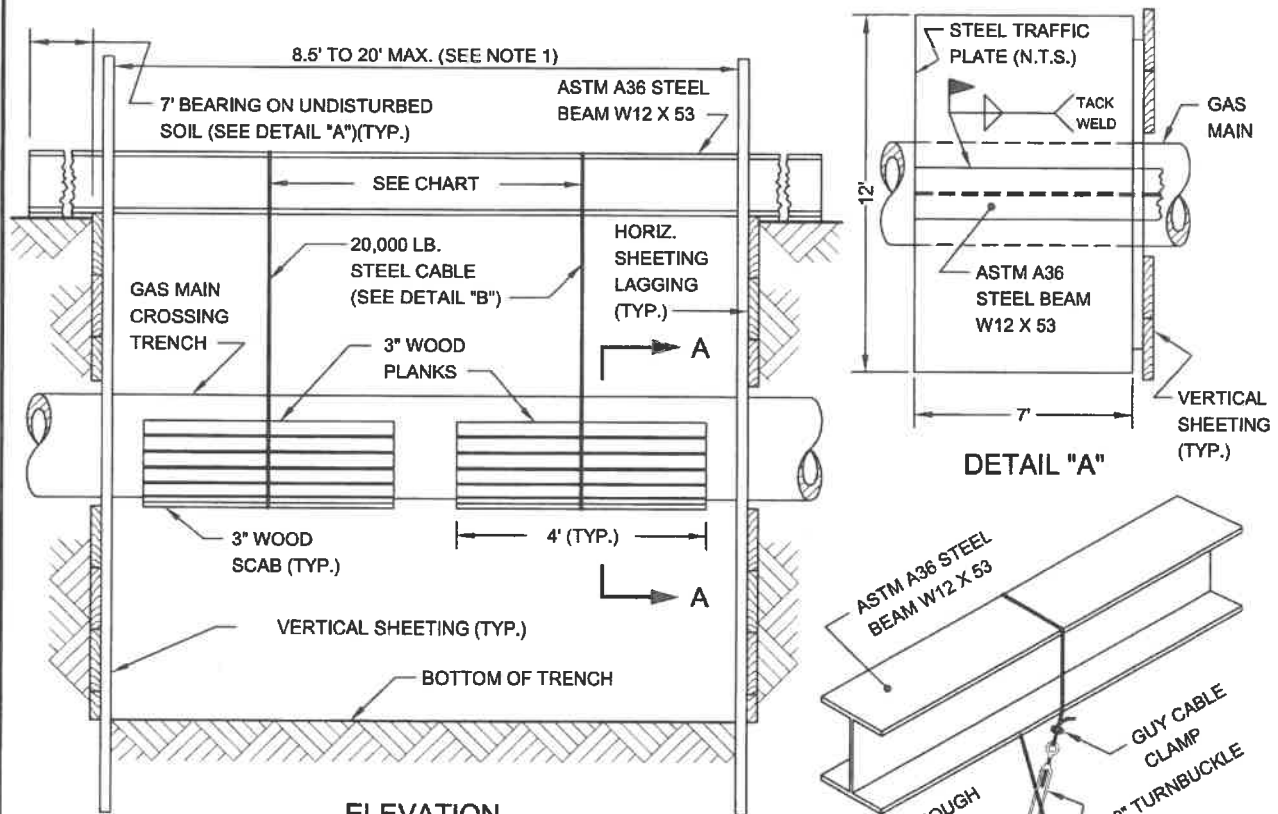 8.5' TO 20' MAX. (SEE NOTE 1)
7' BEARING ON UNDISTURBED
SOIL (SEE DETAIL "A")(TYP.)
ASTM A36 STEEL
BEAM W12 X 53
SEE CHART
20,000 LB.
STEEL CABLE
(SEE DETAIL "B")
HORIZ.
SHEETING
LAGGING
(TYP.)
GAS MAIN
CROSSING
TRENCH
3" WOOD
PLANKS
A
3" WOOD
SCAB (TYP.)
4' (TYP.)
A
VERTICAL SHEETING (TYP.)
BOTTOM OF TRENCH
ELEVATION
STEEL TRAFFIC
PLATE (N.T.S.)
TACK
WELD
GAS
MAIN
12'
ASTM A36
STEEL BEAM
W12 X 53
7'
VERTICAL
SHEETING
(TYP.)
DETAIL "A"
ASTM A36 STEEL
BEAM W12 X 53
GUY CABLE
CLAMP
TURNBUCKLE